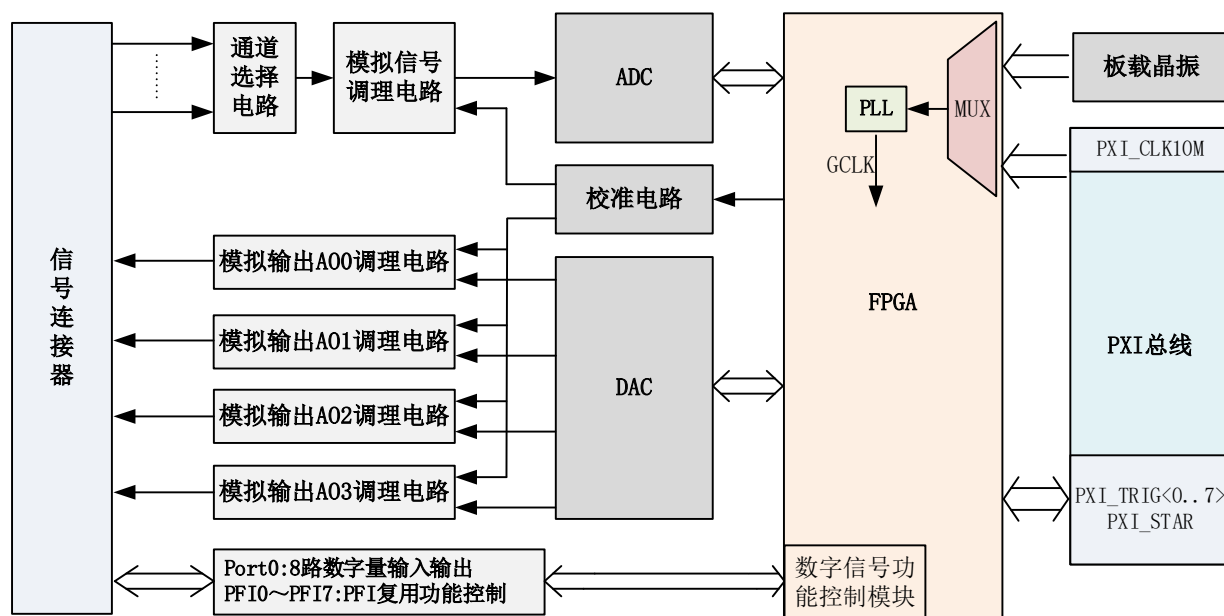 通道
选择
电路
模拟信号
调理电路
ADC
板载晶振
MUX
PLL
GCLK
PXI_CLK10M
校准电路
信号连接器
模拟输出AO0调理电路
模拟输出AO1调理电路
模拟输出AO2调理电路
模拟输出AO3调理电路
DAC
FPGA
PXI总线
PXI_TRIG<0..7>
PXI_STAR
Port0:8路数字量输入输出
PFI0～PFI7:PFI复用功能控制
数字信号功
能控制模块